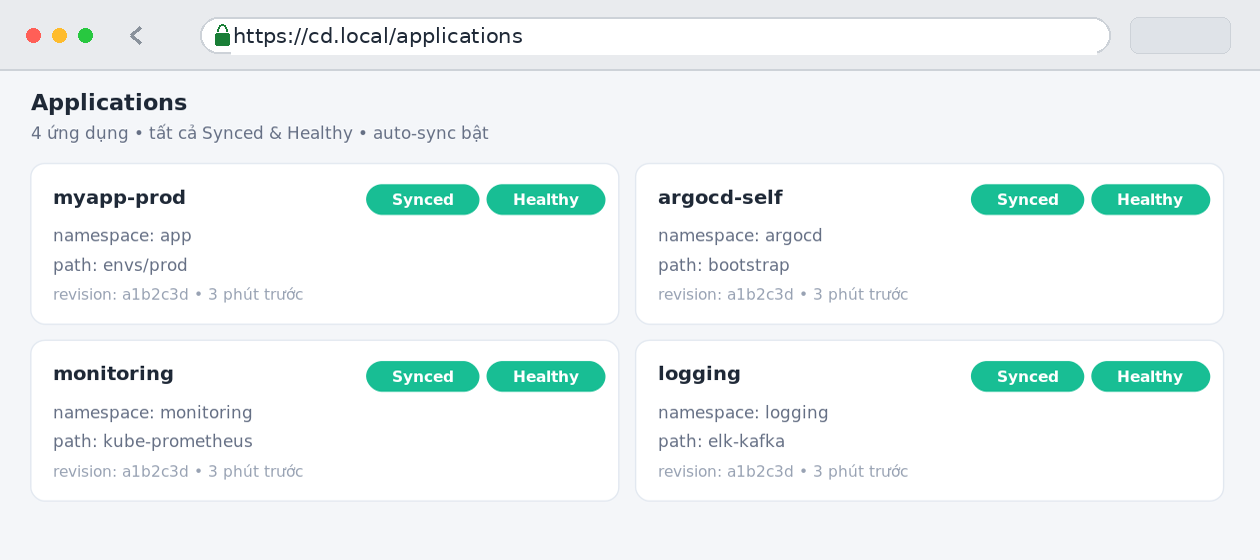 https://cd.local/applications
Applications
4 ứng dụng • tất cả Synced & Healthy • auto-sync bật
myapp-prod Synced Healthy
namespace: app
path: envs/prod
revision: a1b2c3d • 3 phút trước
argocd-self Synced Healthy
namespace: argocd
path: bootstrap
revision: a1b2c3d • 3 phút trước
monitoring Synced Healthy
namespace: monitoring
path: kube-prometheus
revision: a1b2c3d • 3 phút trước
logging Synced Healthy
namespace: logging
path: elk-kafka
revision: a1b2c3d • 3 phút trước